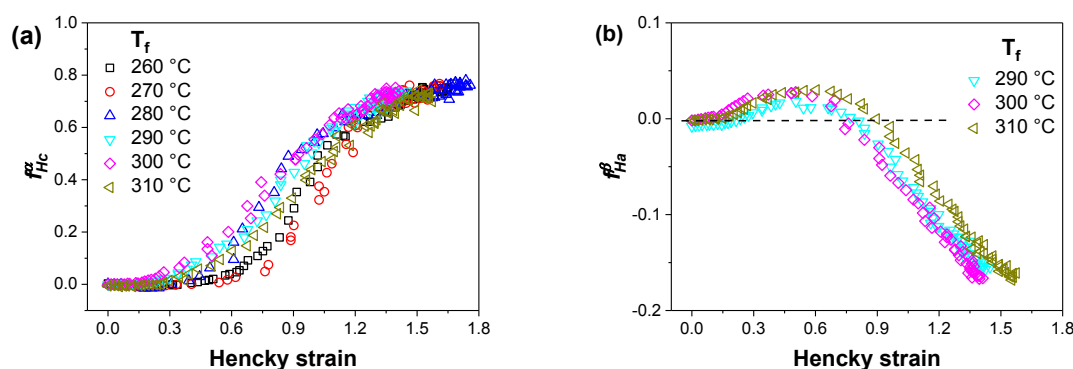 (a)
1.0
0.8
0.6
0.4
0.2
0.0
f^α_Hc
T_f
260 °C
270 °C
280 °C
290 °C
300 °C
310 °C
0.0 0.3 0.6 0.9 1.2 1.5 1.8
Hencky strain
(b)
0.1
0.0
-0.1
-0.2
f^β_Ha
T_f
290 °C
300 °C
310 °C
0.0 0.3 0.6 0.9 1.2 1.5 1.8
Hencky strain